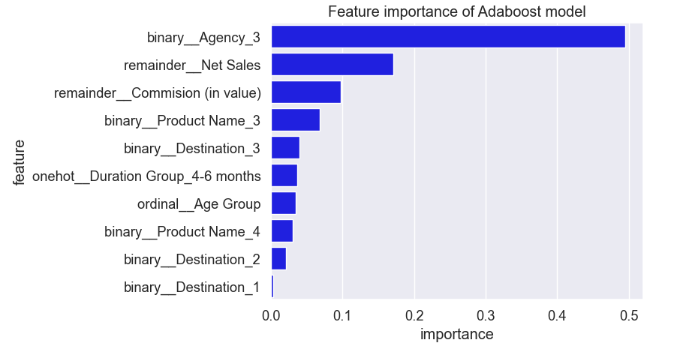 Feature importance of Adaboost model
binary__Agency_3
remainder__Net Sales
remainder__Commision (in value)
binary__Product Name_3
binary__Destination_3
onehot__Duration Group_4-6 months
ordinal__Age Group
binary__Product Name_4
binary__Destination_2
binary__Destination_1
feature
0.0 0.1 0.2 0.3 0.4 0.5
importance